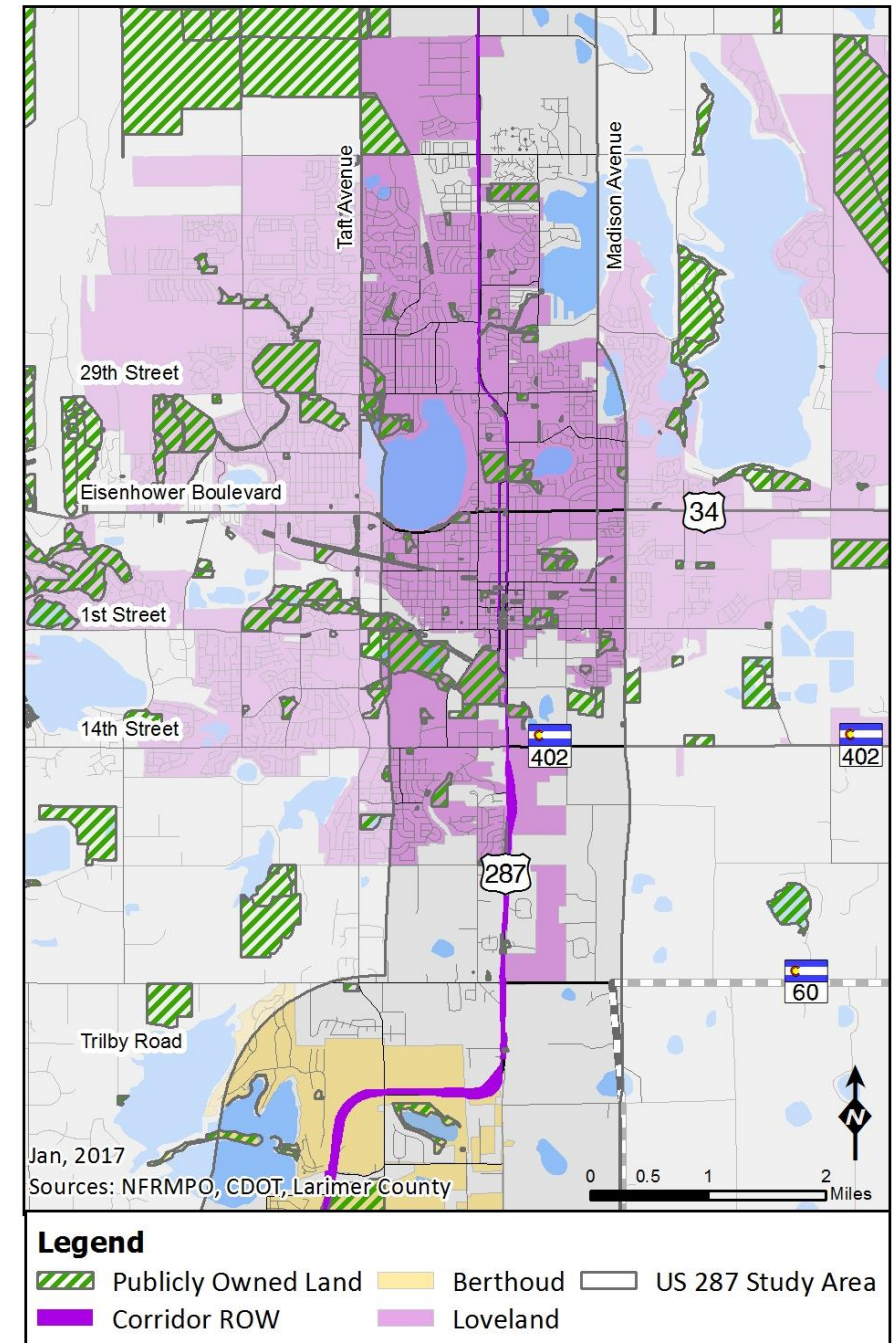 Taft Avenue
Madison Avenue
29th Street
Eisenhower Boulevard
34
1st Street
14th Street
402
402
287
60
Trilby Road
N
Jan, 2017
Sources: NFRMPO, CDOT, Larimer County
0 0.5 1 2
Miles
Legend
Publicly Owned Land
Berthoud
US 287 Study Area
Corridor ROW
Loveland